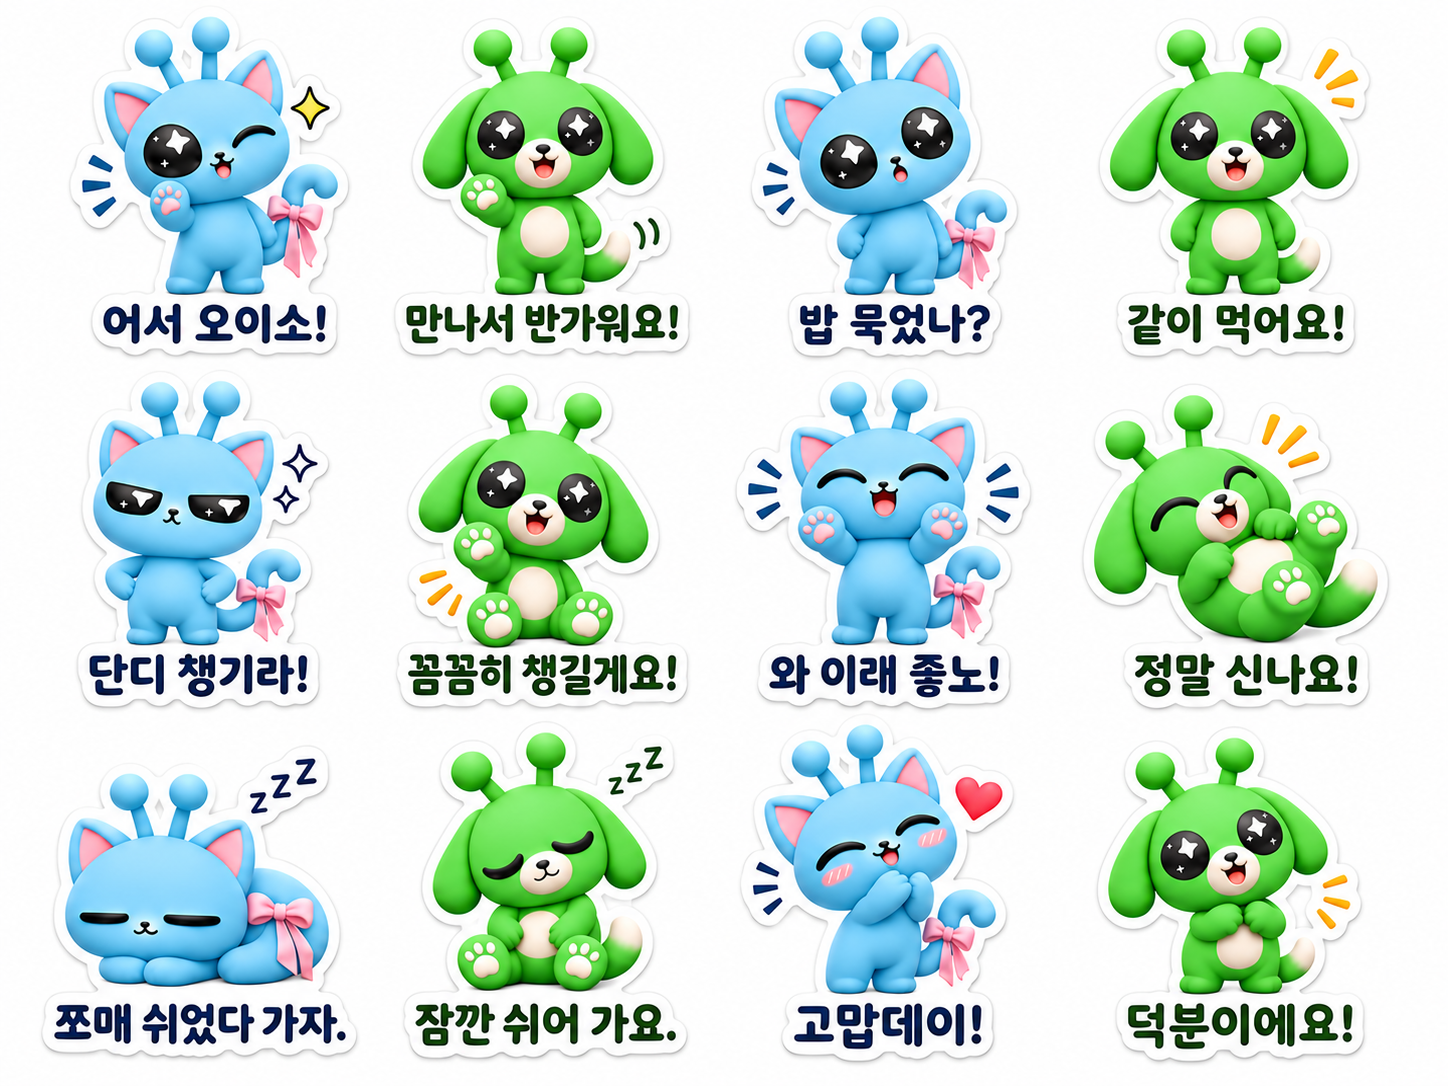 어서 오이소!
만나서 반가워요!
밥 묵었나?
같이 먹어요!
단디 챙기라!
꼼꼼히 챙길게요!
와 이래 좋노!
정말 신나요!
zzZ
쪼매 쉬었다 가자.
zzZ
잠깐 쉬어 가요.
고맙데이!
덕분이에요!